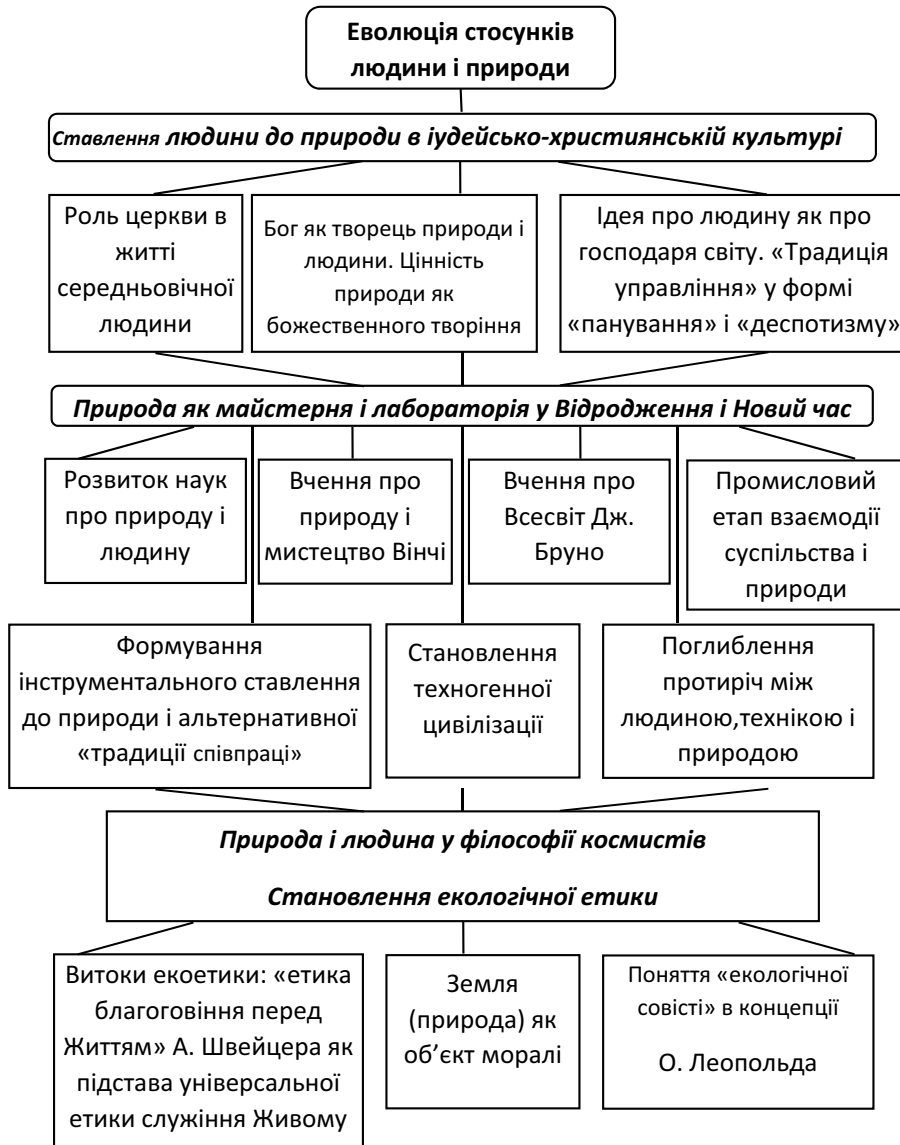 Еволюція стосунків
людини і природи
Ставлення людини до природи в іудейсько-християнській культурі
Роль церкви в
житті
середньовічної
людини
Бог як творець природи і
людини. Цінність
природи як
божественного творіння
Ідея про людину як про
господаря світу. «Традиція
управління» у формі
«панування» і «деспотизму»
Природа як майстерня і лабораторія у Відродження і Новий час
Розвиток наук
про природу і
людину
Вчення про
природу і
мистецтво Вінчі
Вчення про
Всесвіт Дж.
Бруно
Промисловий
етап взаємодії
суспільства і
природи
Формування
інструментального ставлення
до природи і альтернативної
«традиції співпраці»
Становлення
техногенної
цивілізації
Поглиблення
протиріч між
людиною,технікою і
природою
Природа і людина у філософії космистів
Становлення екологічної етики
Витоки екоетики: «етика
благоговіння перед
Життям» А. Швейцера як
підстава універсальної
етики служіння Живому
Земля
(природа) як
об’єкт моралі
Поняття «екологічної
совісті» в концепції
О. Леопольда